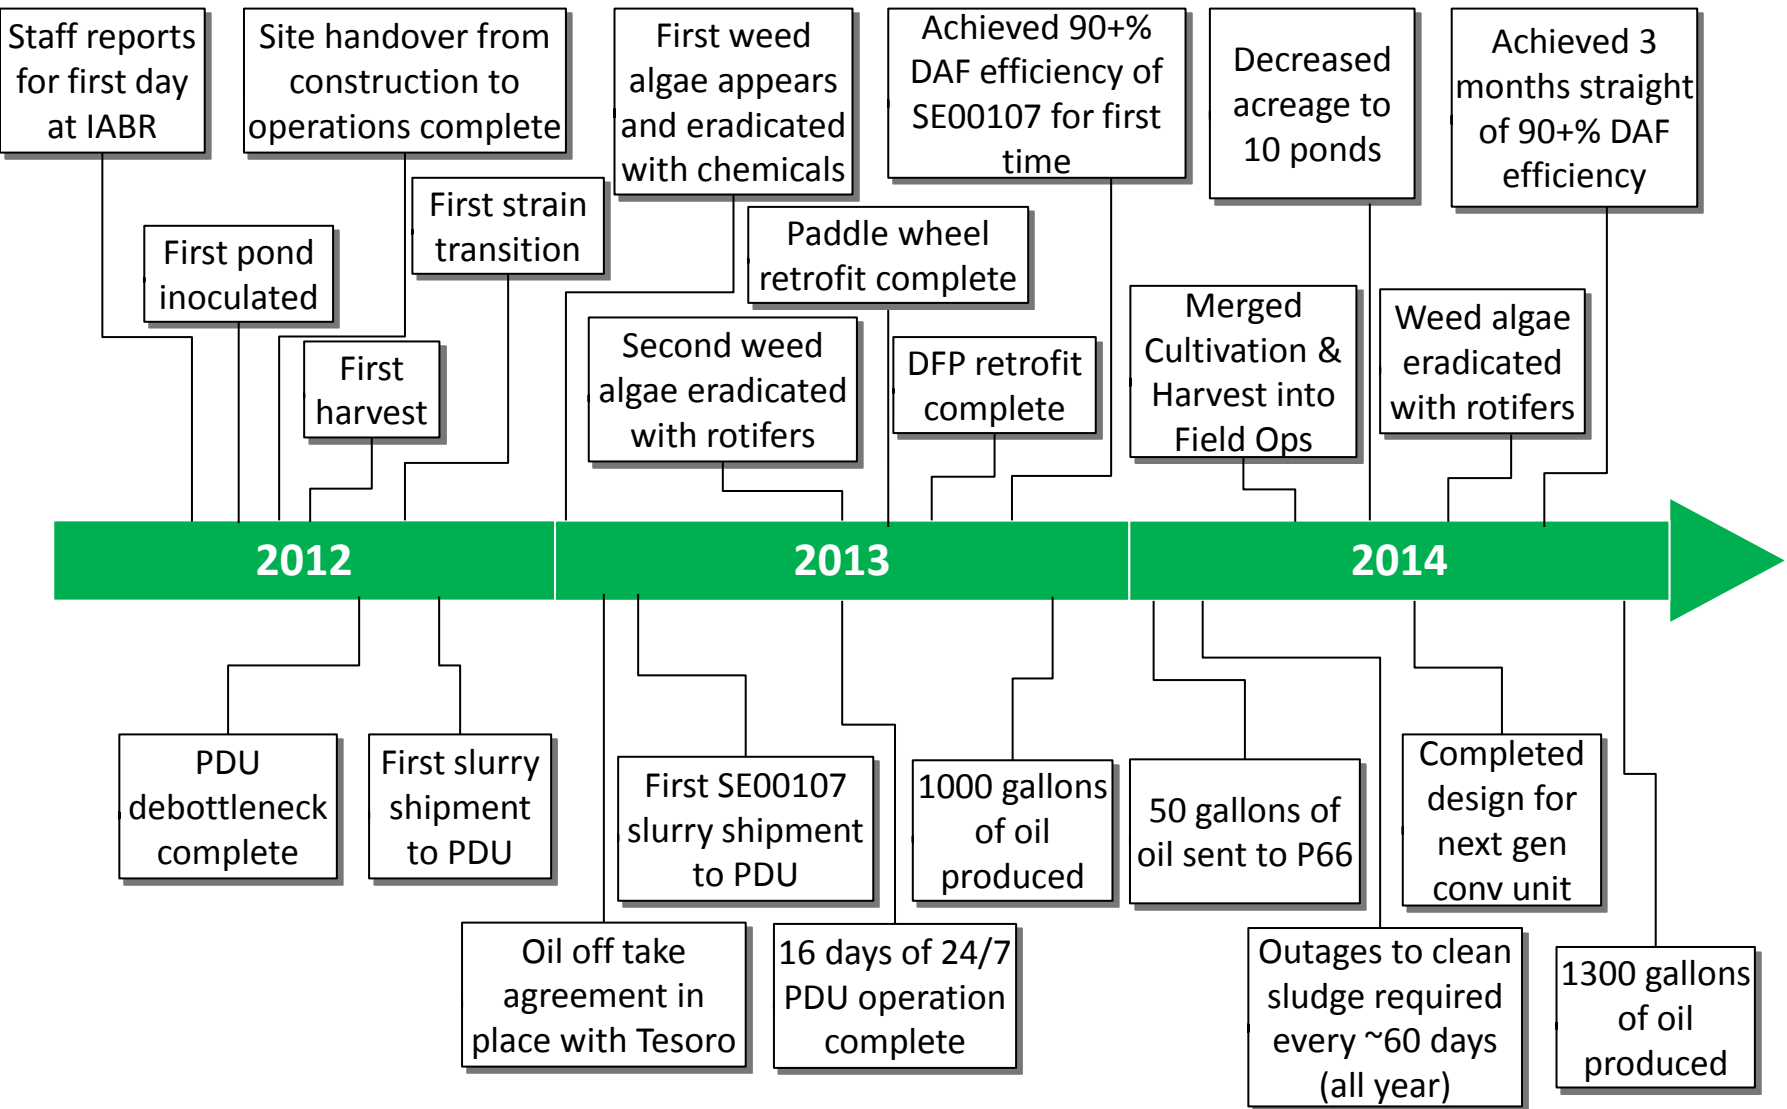 Staff reports
for first day
at IABR
Site handover from
construction to
operations complete
First weed
algae appears
and eradicated
with chemicals
Achieved 90+%
DAF efficiency of
SE00107 for first
time
Decreased
acreage to
10 ponds
Achieved 3
months straight
of 90+% DAF
efficiency
First pond
inoculated
First strain
transition
Paddle wheel
retrofit complete
First
harvest
Second weed
algae eradicated
with rotifers
DFP retrofit
complete
Merged
Cultivation &
Harvest into
Field Ops
Weed algae
eradicated
with rotifers
2012
2013
2014
PDU
debottleneck
complete
First slurry
shipment
to PDU
First SE00107
slurry shipment
to PDU
1000 gallons
of oil
produced
50 gallons of
oil sent to P66
Completed
design for
next gen
conv unit
Oil off take
agreement in
place with Tesoro
16 days of 24/7
PDU operation
complete
Outages to clean
sludge required
every ~60 days
(all year)
1300 gallons
of oil
produced